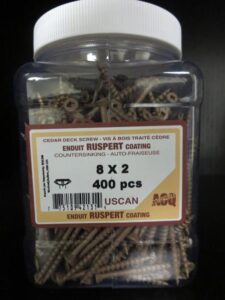 CEDAR DECK SCREW - VIS À BOIS TRAITÉ CÈDRE
ENDUIT RUSPERT COATING
COUNTERSINKING - AUTO-FRAISEUSE
8 X 2
400 pcs
USCAN
ACQ
ENDUIT RUSPERT COATING